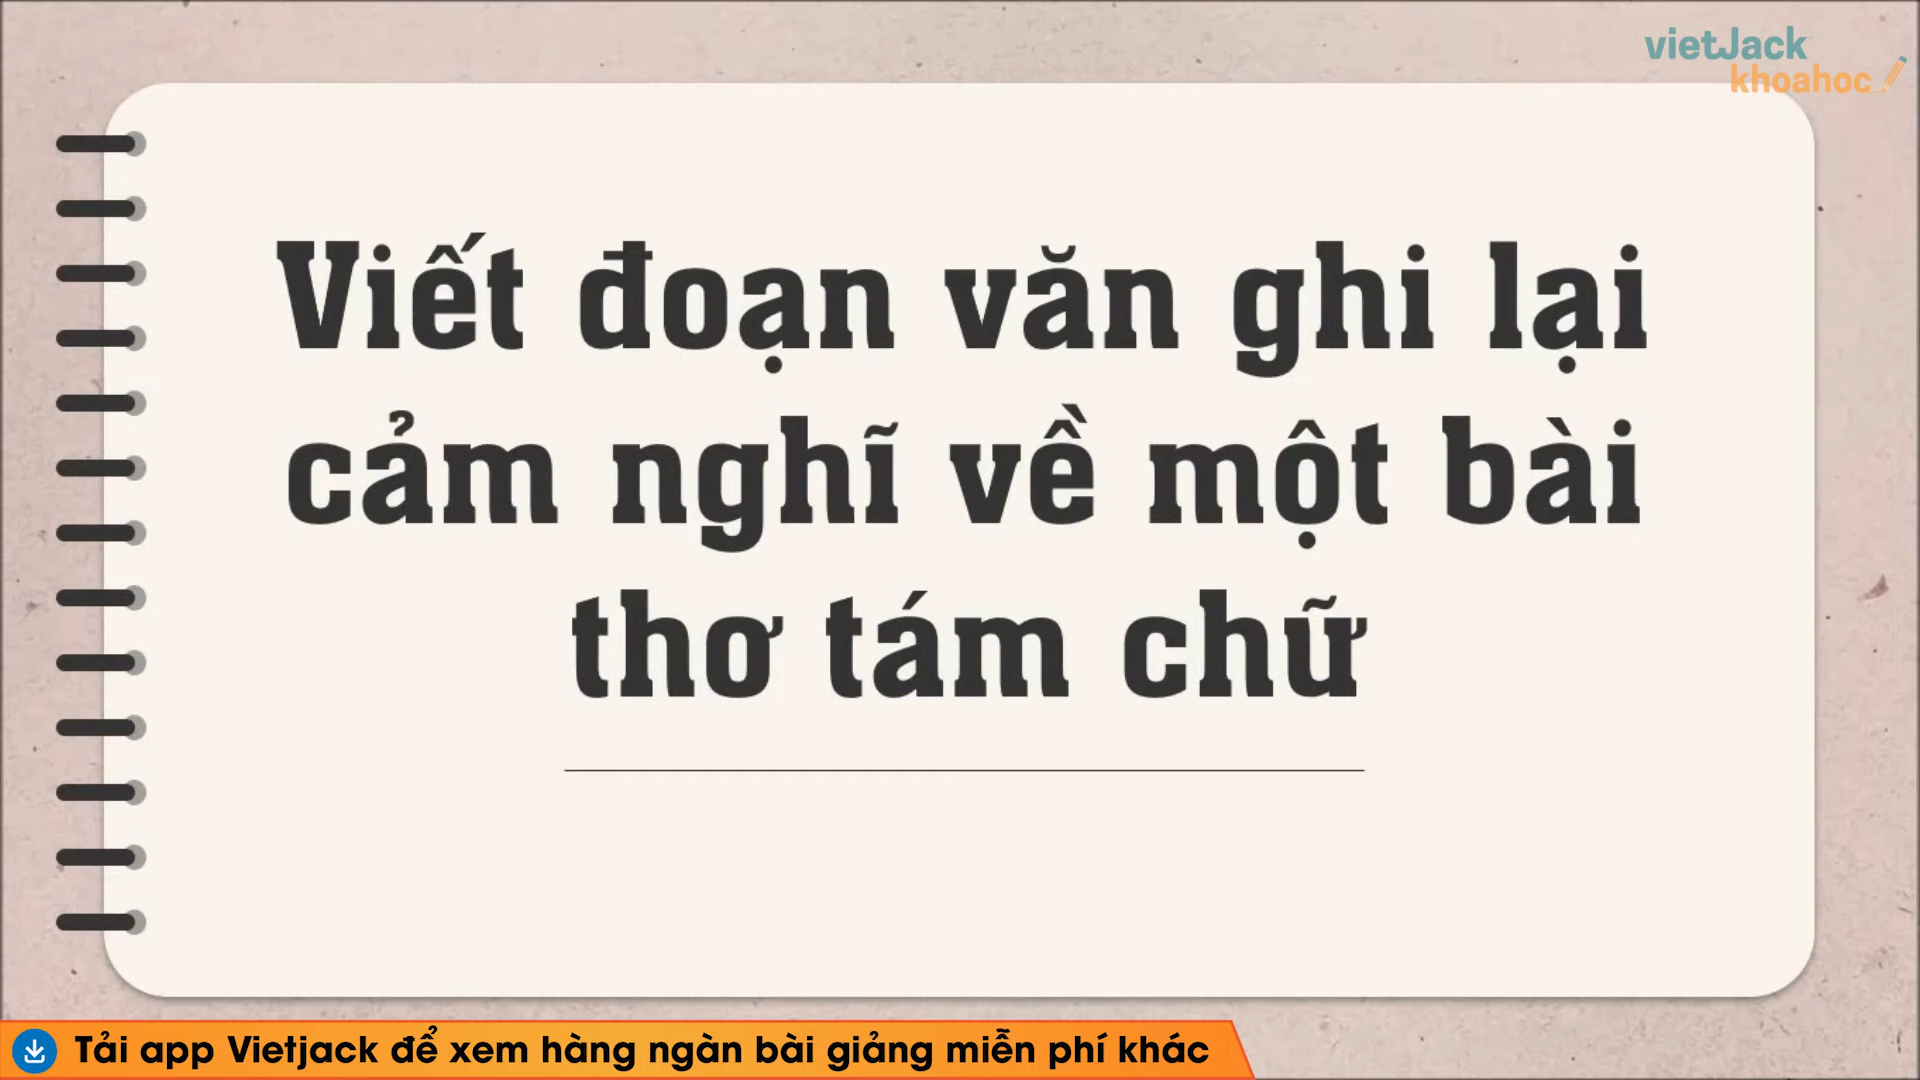 vietJack
khoahoc
Viết đoạn văn ghi lại
cảm nghĩ về một bài
thơ tám chữ
Tải app Vietjack để xem hàng ngàn bài giảng miễn phí khác